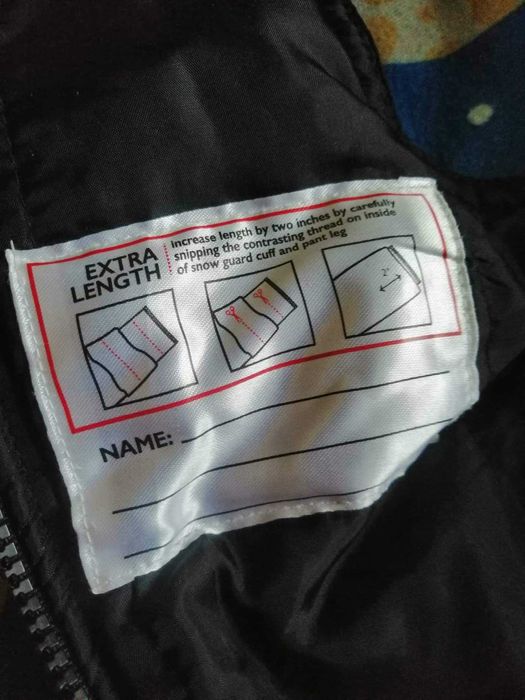 EXTRA
LENGTH
increase length by two inches by carefully
snipping the contrasting thread on inside
of snow guard cuff and pant leg
2"
NAME: